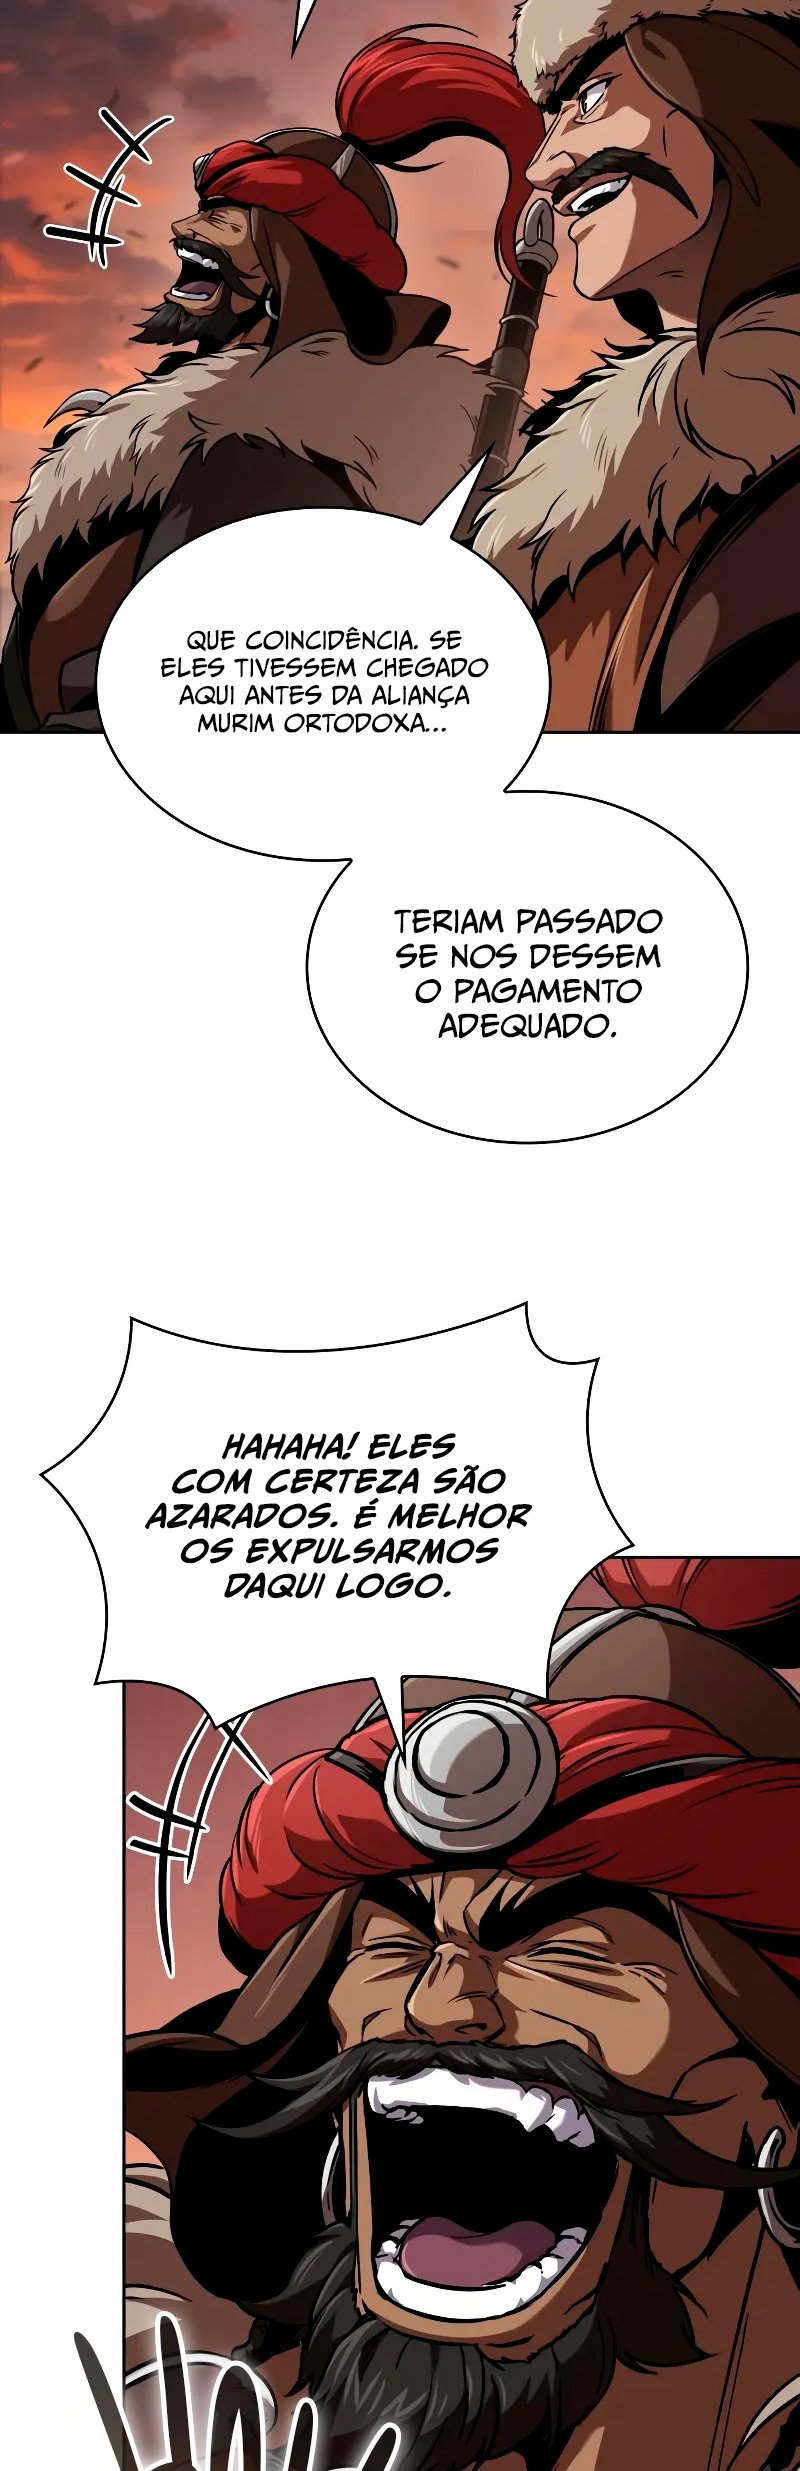 QUE COINCIDÊNCIA. SE
ELES TIVESSEM CHEGADO
AQUI ANTES DA ALIANÇA
MURIM ORTODOXA...
TERIAM PASSADO
SE NOS DESSEM
O PAGAMENTO
ADEQUADO.
HAHAHA! ELES
COM CERTEZA SÃO
AZARADOS. É MELHOR
OS EXPULSARMOS
DAQUI LOGO.